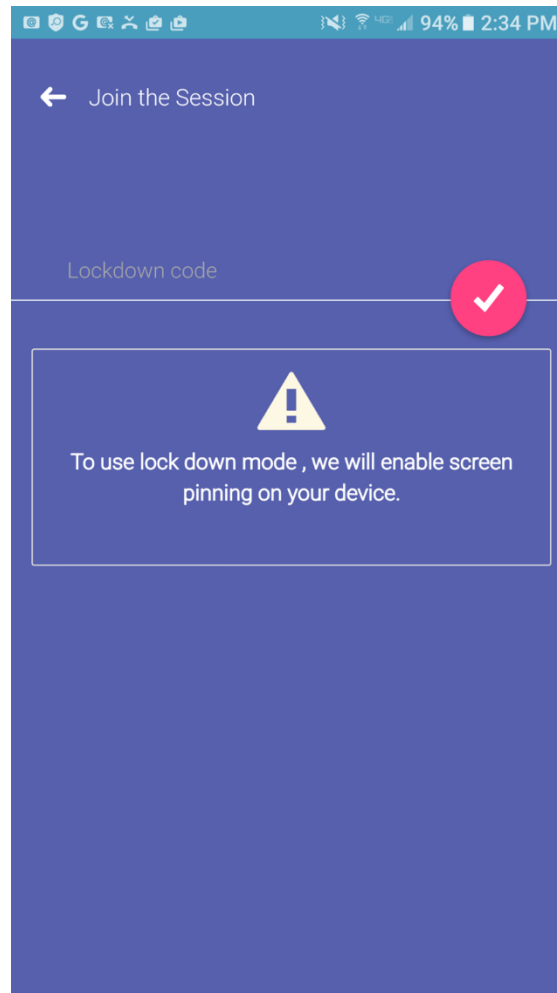 94% 2:34 PM
Join the Session
Lockdown code
To use lock down mode , we will enable screen
pinning on your device.